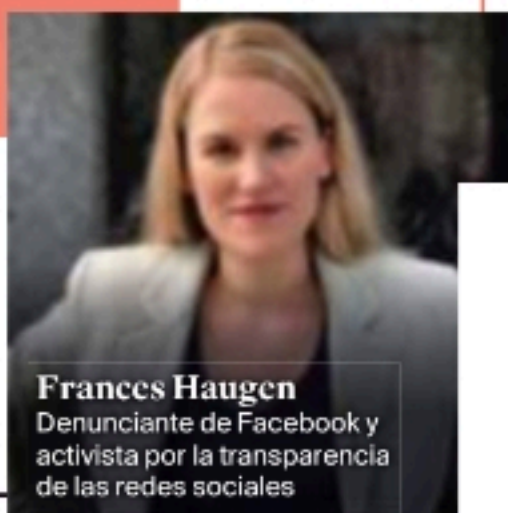 Frances Haugen
Denunciante de Facebook y
activista por la transparencia
de las redes sociales